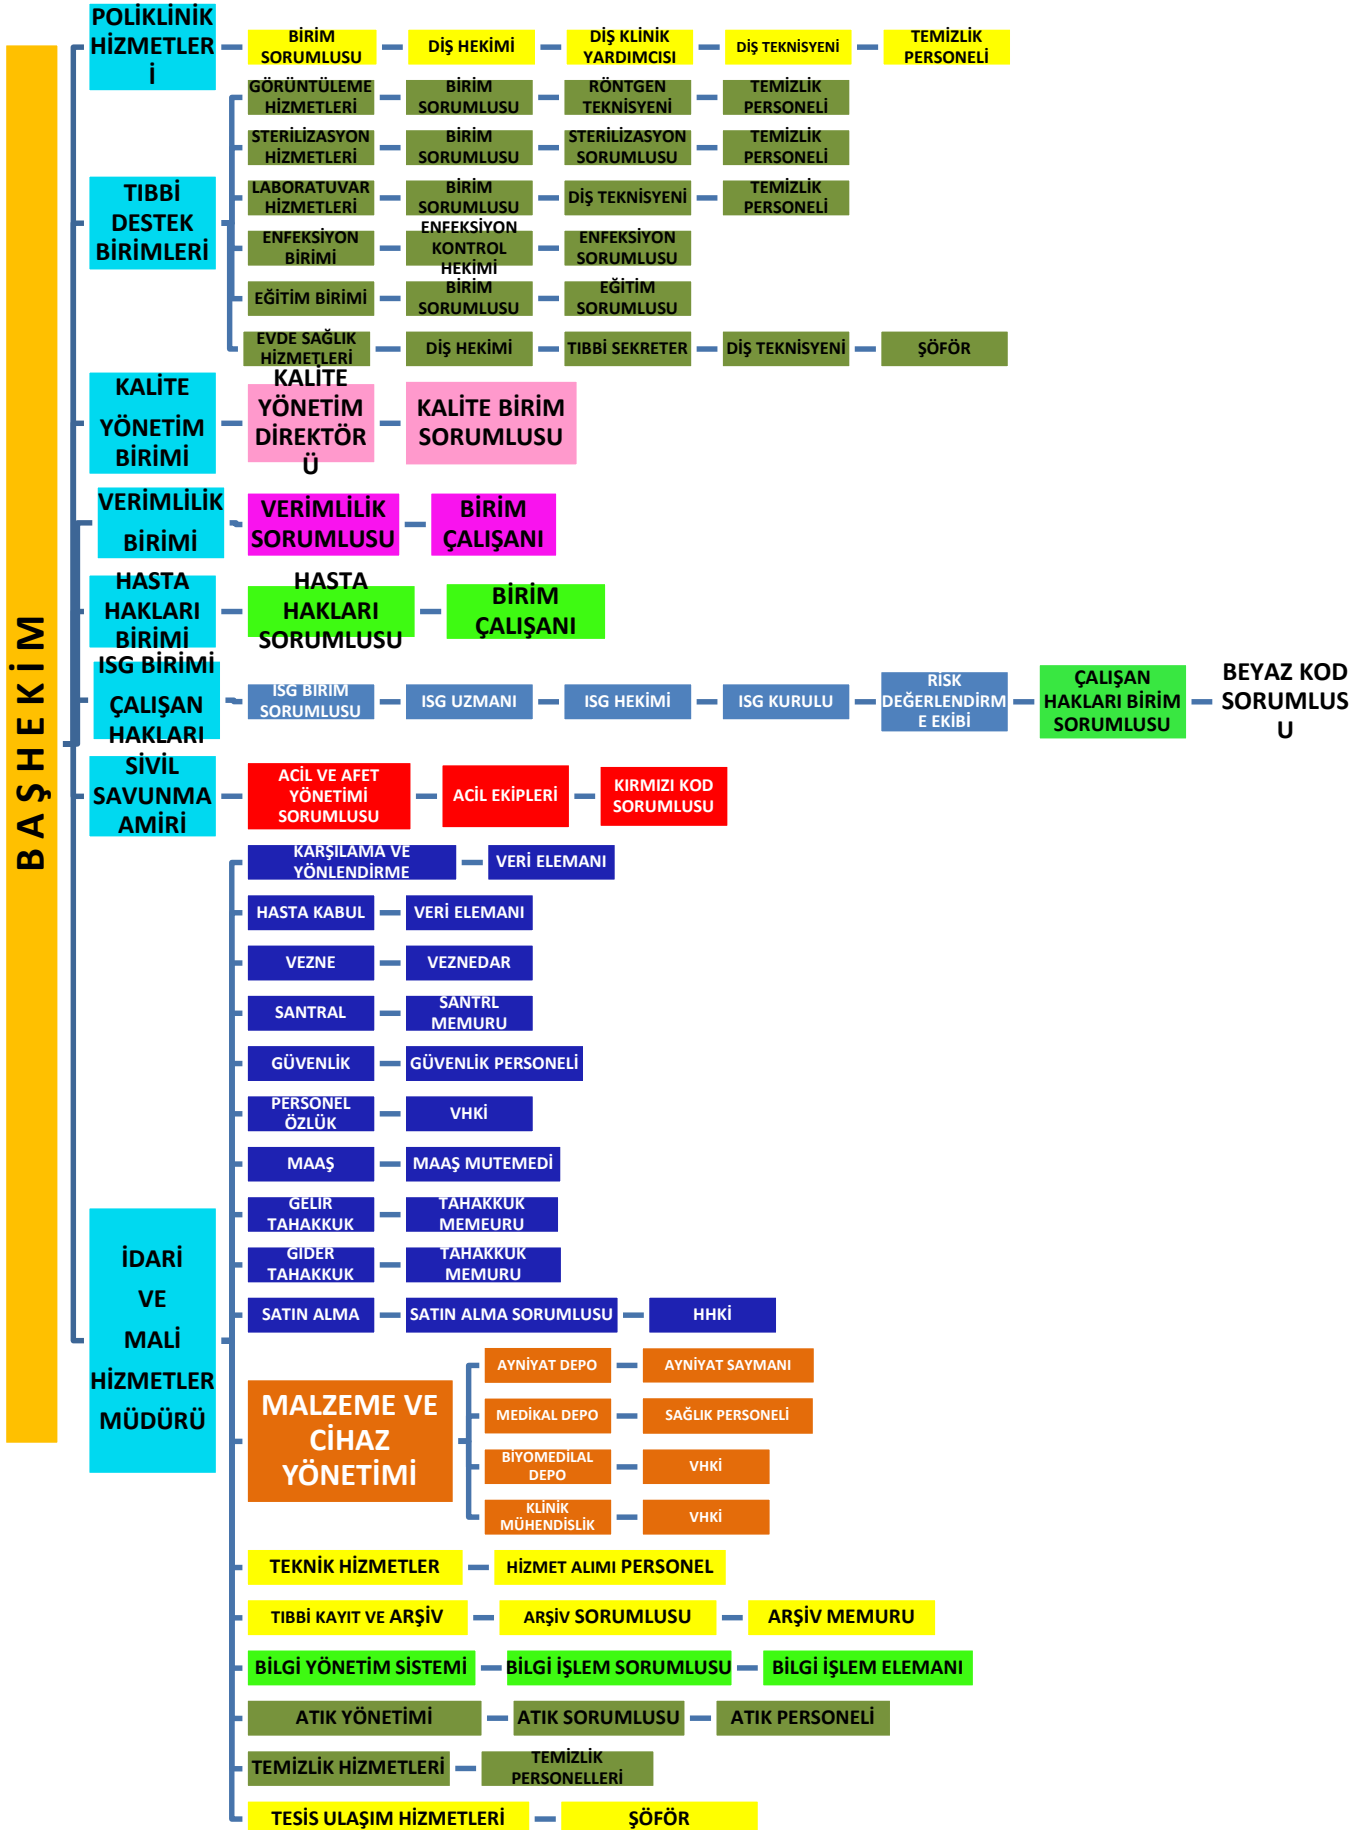 BAŞHEKİM
POLİKLİNİK
HİZMETLER
İ
BİRİM
SORUMLUSU
DİŞ HEKİMİ
DİŞ KLİNİK
YARDIMCISI
DİŞ TEKNİSYENİ
TEMİZLİK
PERSONELİ
TIBBİ
DESTEK
BİRİMLERİ
GÖRÜNTÜLEME
HİZMETLERİ
BİRİM
SORUMLUSU
RÖNTGEN
TEKNİSYENİ
TEMİZLİK
PERSONELİ
STERİLİZASYON
HİZMETLERİ
BİRİM
SORUMLUSU
STERİLİZASYON
SORUMLUSU
TEMİZLİK
PERSONELİ
LABORATUVAR
HİZMETLERİ
BİRİM
SORUMLUSU
DİŞ TEKNİSYENİ
TEMİZLİK
PERSONELİ
ENFEKSİYON
BİRİMİ
ENFEKSİYON
KONTROL
HEKİMİ
ENFEKSİYON
SORUMLUSU
EĞİTİM BİRİMİ
BİRİM
SORUMLUSU
EĞİTİM
SORUMLUSU
EVDE SAĞLIK
HİZMETLERİ
DİŞ HEKİMİ
TIBBİ SEKRETER
DİŞ TEKNİSYENİ
ŞÖFÖR
KALİTE
YÖNETİM
BİRİMİ
KALİTE
YÖNETİM
DİREKTÖR
Ü
KALİTE BİRİM
SORUMLUSU
VERİMLİLİK
BİRİMİ
VERİMLİLİK
SORUMLUSU
BİRİM
ÇALIŞANI
HASTA
HAKLARI
BİRİMİ
HASTA
HAKLARI
SORUMLUSU
BİRİM
ÇALIŞANI
ISG BİRİMİ
ÇALIŞAN
HAKLARI
ISG BİRİM
SORUMLUSU
ISG UZMANI
ISG HEKİMİ
ISG KURULU
RİSK
DEĞERLENDİRM
E EKİBİ
ÇALIŞAN
HAKLARI BİRİM
SORUMLUSU
BEYAZ KOD
SORUMLUS
U
SİVİL
SAVUNMA
AMİRİ
ACİL VE AFET
YÖNETİMİ
SORUMLUSU
ACİL EKİPLERİ
KIRMIZI KOD
SORUMLUSU
İDARİ
VE
MALİ
HİZMETLER
MÜDÜRÜ
KARŞILAMA VE
YÖNLENDİRME
VERİ ELEMANI
HASTA KABUL
VERİ ELEMANI
VEZNE
VEZNEDAR
SANTRAL
SANTRL
MEMURU
GÜVENLİK
GÜVENLİK PERSONELİ
PERSONEL
ÖZLÜK
VHKİ
MAAŞ
MAAŞ MUTEMEDİ
GELİR
TAHAKKUK
TAHAKKUK
MEMEURU
GİDER
TAHAKKUK
TAHAKKUK
MEMURU
SATIN ALMA
SATIN ALMA SORUMLUSU
HHKİ
MALZEME VE
CİHAZ
YÖNETİMİ
AYNİYAT DEPO
AYNİYAT SAYMANI
MEDİKAL DEPO
SAĞLIK PERSONELİ
BİYOMEDİLAL
DEPO
VHKİ
KLİNİK
MÜHENDİSLİK
VHKİ
TEKNİK HİZMETLER
HİZMET ALIMI PERSONEL
TIBBİ KAYIT VE ARŞİV
ARŞİV SORUMLUSU
ARŞİV MEMURU
BİLGİ YÖNETİM SİSTEMİ
BİLGİ İŞLEM SORUMLUSU
BİLGİ İŞLEM ELEMANI
ATIK YÖNETİMİ
ATIK SORUMLUSU
ATIK PERSONELİ
TEMİZLİK HİZMETLERİ
TEMİZLİK
PERSONELLERİ
TESİS ULAŞIM HİZMETLERİ
ŞÖFÖR